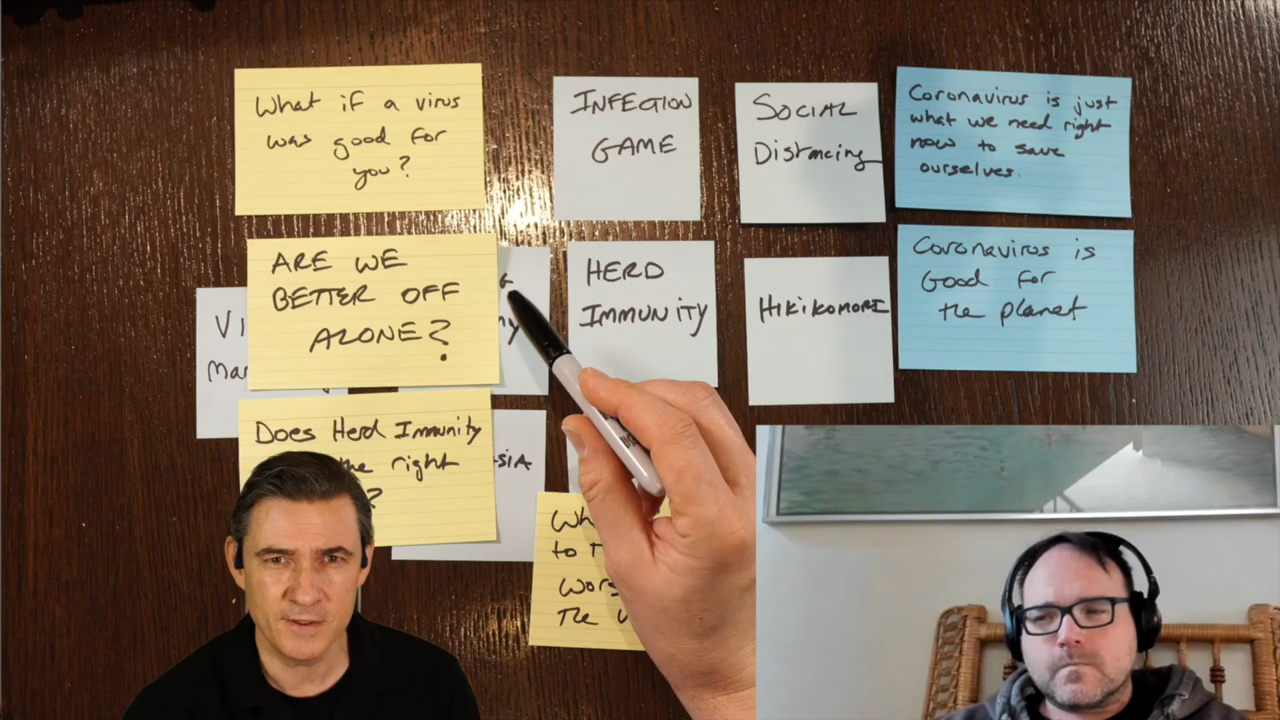 What if a virus
was good for
you?
INFECTION
GAME
SOCIAL
Distancing
Coronavirus is just
what we need right
now to save
ourselves.
ARE WE
BETTER OFF
ALONE?
HERD
IMMUNITY
HikikOMORI
Coronavirus is
Good for
the planet
Does Herd Immunity
right
?
to
The